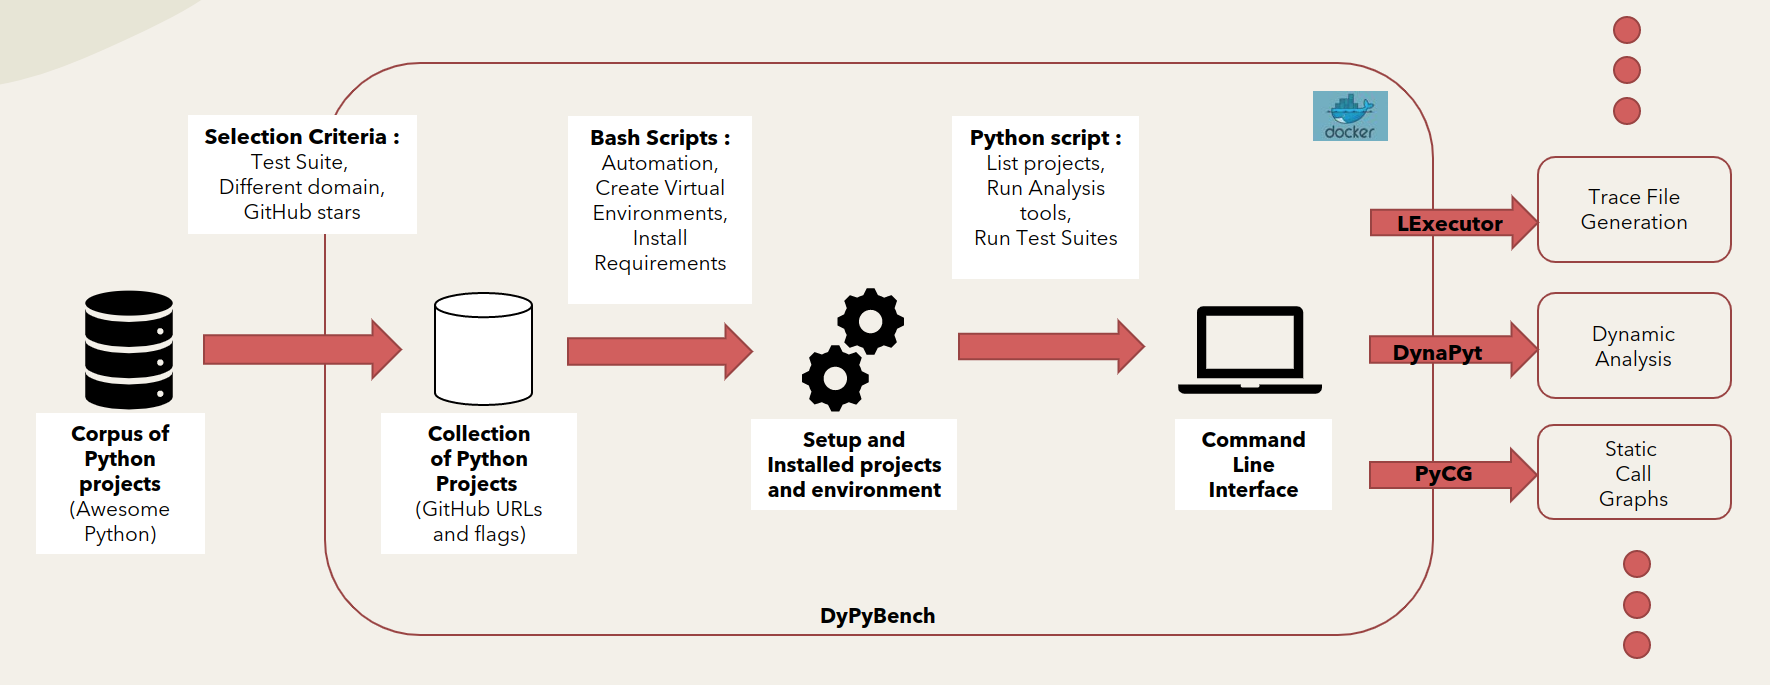 Selection Criteria :
Test Suite,
Different domain,
GitHub stars
Bash Scripts :
Automation,
Create Virtual
Environments,
Install
Requirements
Python script :
List projects,
Run Analysis
tools,
Run Test Suites
docker
Corpus of
Python
projects
(Awesome
Python)
Collection
of Python
Projects
(GitHub URLs
and flags)
Setup and
Installed projects
and environment
Command
Line
Interface
LExecutor
Trace File
Generation
DynaPyt
Dynamic
Analysis
PyCG
Static
Call
Graphs
DyPyBench